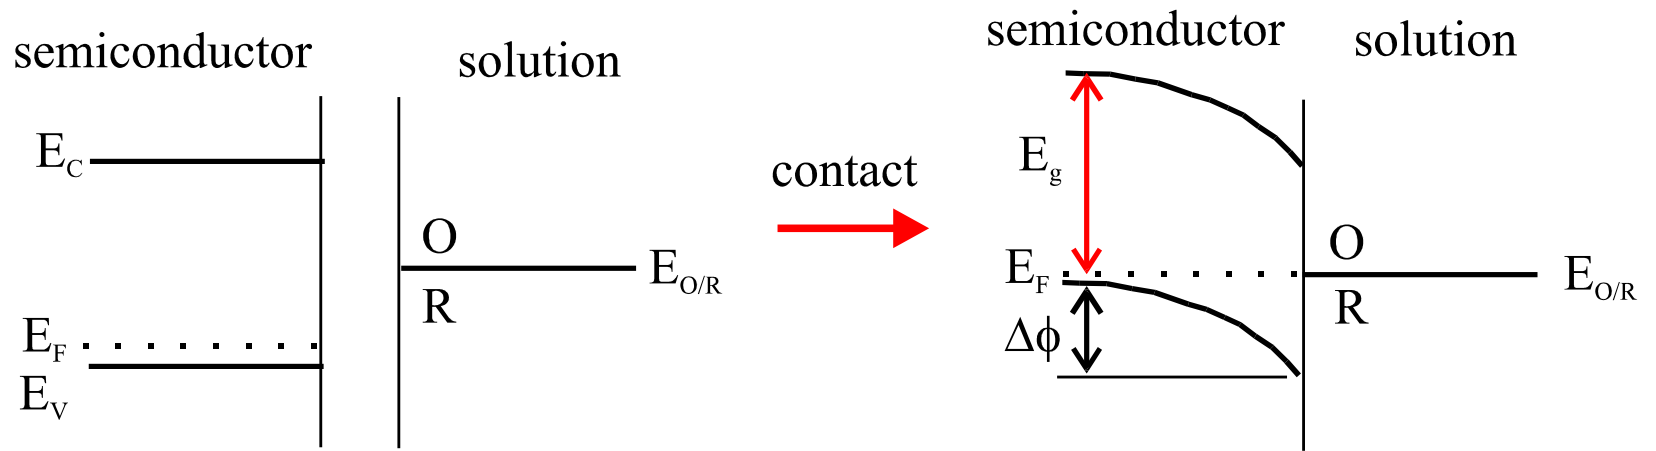 semiconductor
solution
E_C
O
E_O/R
R
E_F
E_V
contact
semiconductor
solution
E_g
O
E_F
E_O/R
R
Δϕ